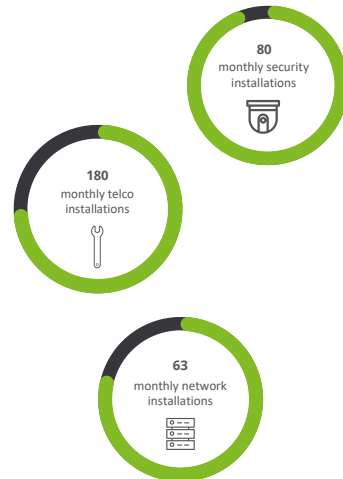 80
monthly security
installations
180
monthly telco
installations
63
monthly network
installations